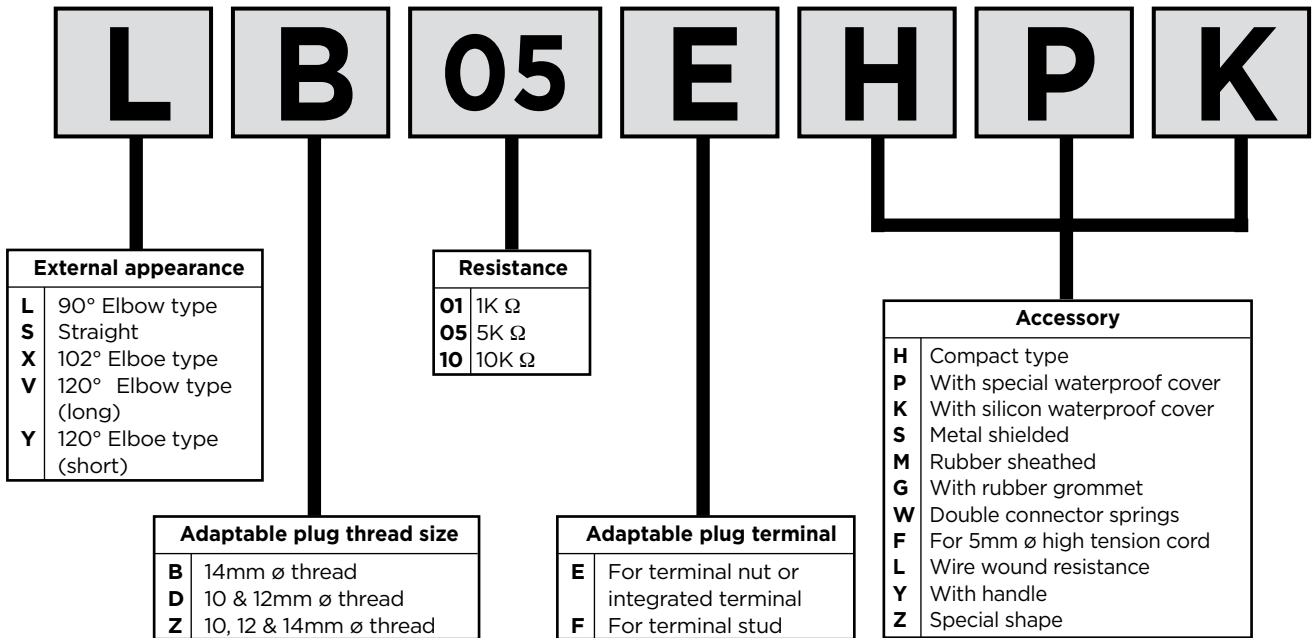 L B 05 E H P K
External appearance
L 90° Elbow type
S Straight
X 102° Elboe type
V 120° Elbow type
(long)
Y 120° Elboe type
(short)
Resistance
01 1K Ω
05 5K Ω
10 10K Ω
Accessory
H Compact type
P With special waterproof cover
K With silicon waterproof cover
S Metal shielded
M Rubber sheathed
G With rubber grommet
W Double connector springs
F For 5mm ø high tension cord
L Wire wound resistance
Y With handle
Z Special shape
Adaptable plug thread size
B 14mm ø thread
D 10 & 12mm ø thread
Z 10, 12 & 14mm ø thread
Adaptable plug terminal
E For terminal nut or
integrated terminal
F For terminal stud